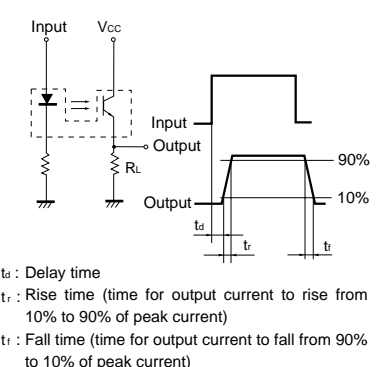 Input
Vcc
Input
Output
RL
90%
10%
Output
td
tr
tf
td : Delay time
tr : Rise time (time for output current to rise from
10% to 90% of peak current)
tf : Fall time (time for output current to fall from 90%
to 10% of peak current)